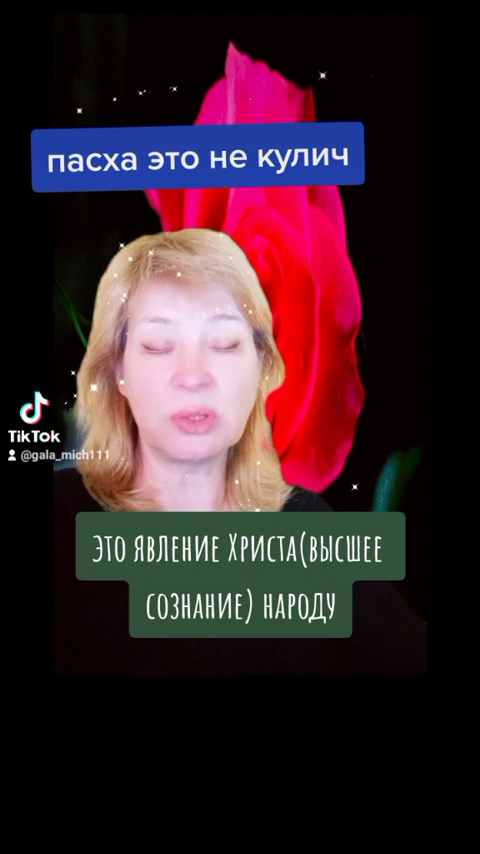 пасха это не кулич
TikTok
@gala_mich111
это явление Христа(высшее
сознание) народу